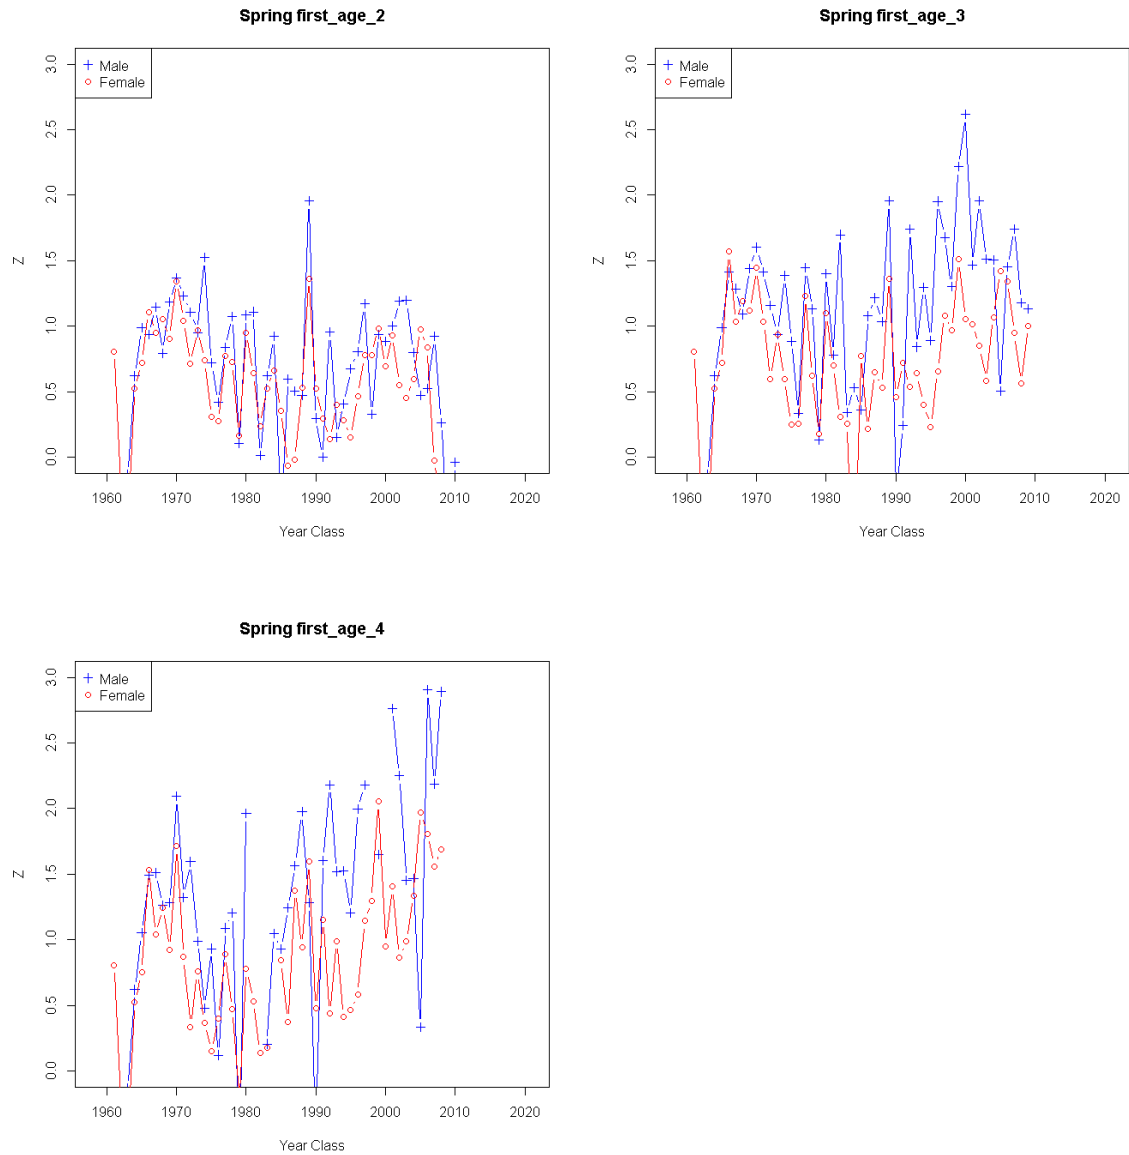 Spring first_age_2
Male
Female
Z
0.0 0.5 1.0 1.5 2.0 2.5 3.0
1960 1970 1980 1990 2000 2010 2020
Year Class
Spring first_age_3
Male
Female
Z
0.0 0.5 1.0 1.5 2.0 2.5 3.0
1960 1970 1980 1990 2000 2010 2020
Year Class
Spring first_age_4
Male
Female
Z
0.0 0.5 1.0 1.5 2.0 2.5 3.0
1960 1970 1980 1990 2000 2010 2020
Year Class